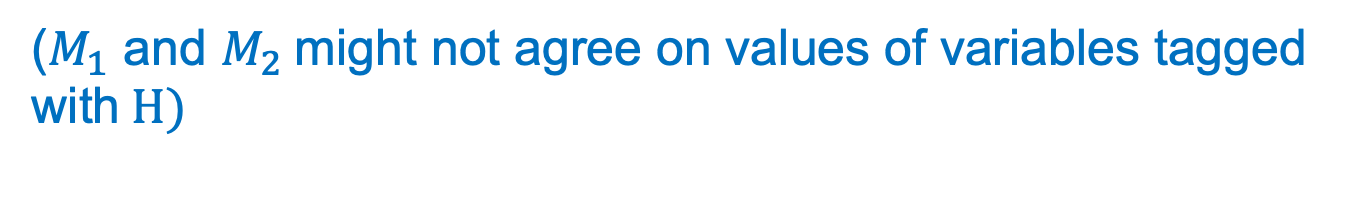 (M₁ and M₂ might not agree on values of variables tagged
with H)